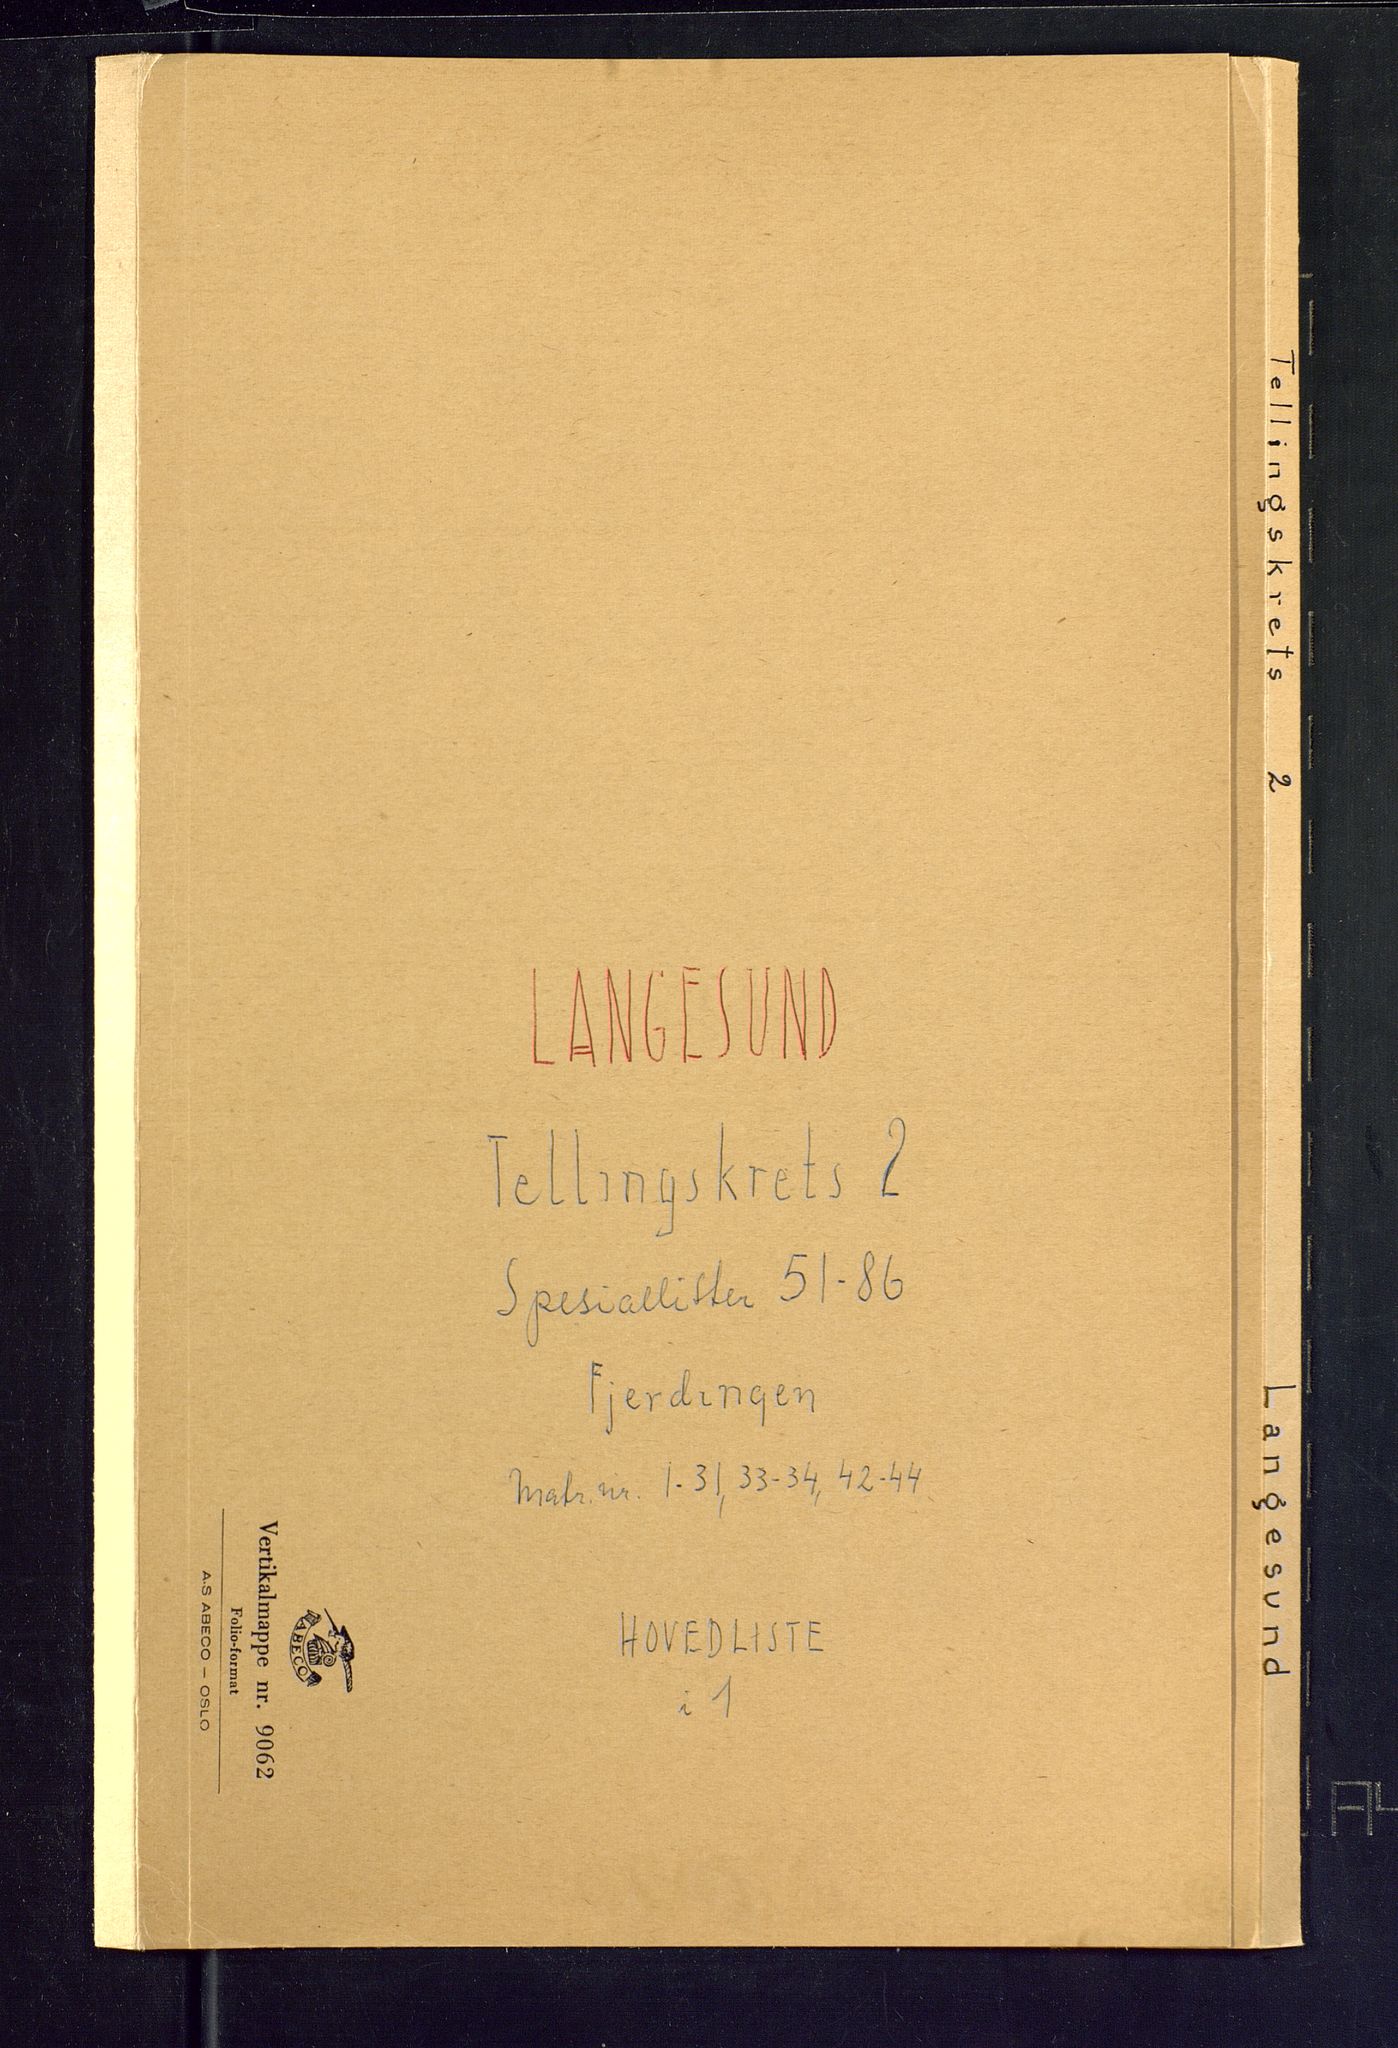 LANGESUND
Tellingskrets 2
Spesiallister 51-86
Fjerdingen
Matr. nr. 1-31, 33-34, 42-44
HOVEDLISTE
i 1
Tellingskrets 2 Langesund
ABECO
Vertikalmappe nr. 9062
Folio-format
A.S ABECO – OSLO
A4